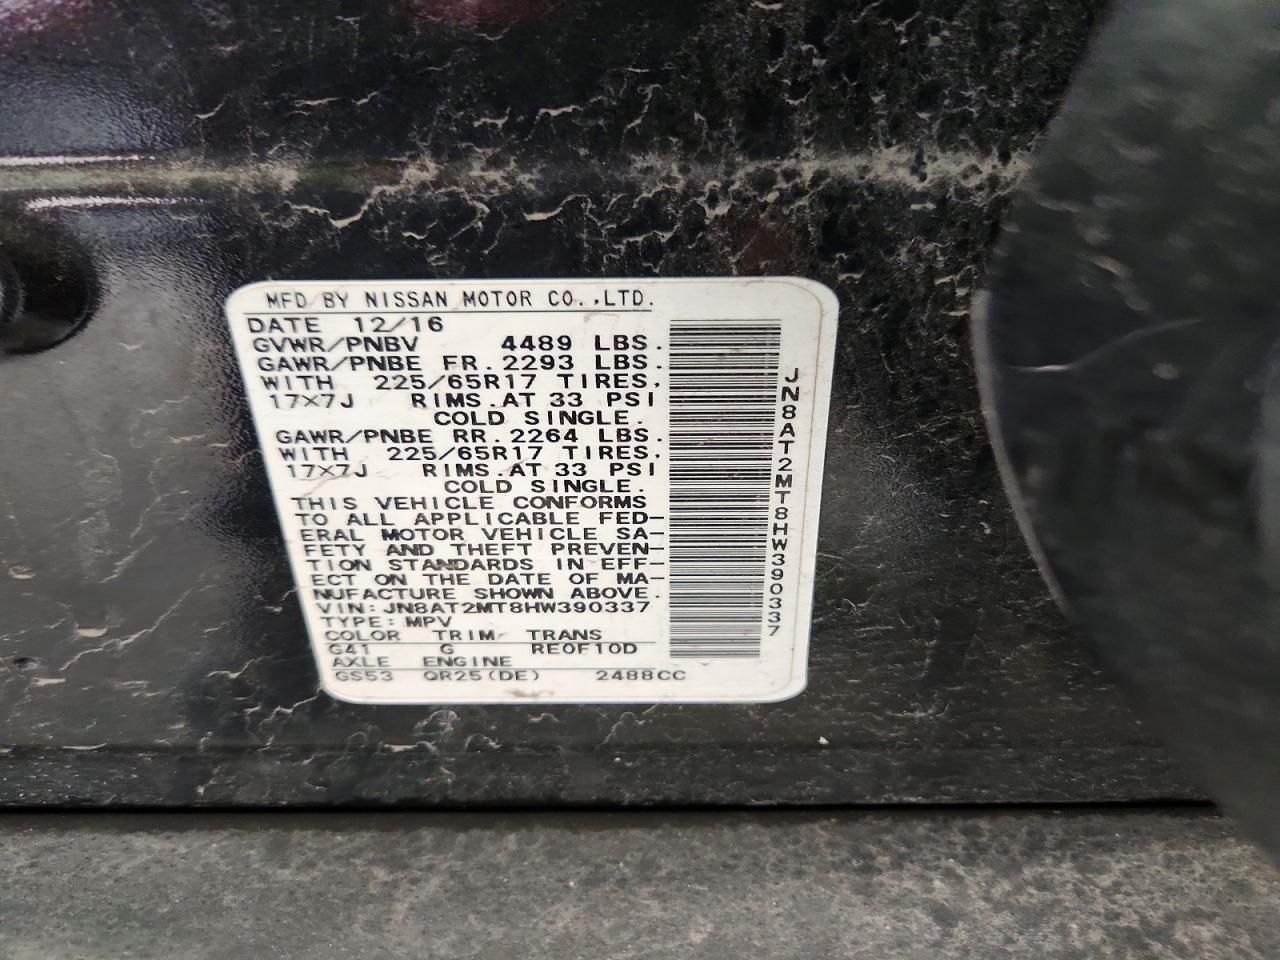 MFD BY NISSAN MOTOR CO.,LTD.
DATE 12/16
GVWR/PNBV 4489 LBS.
GAWR/PNBE FR.2293 LBS.
WITH 225/65R17 TIRES,
17×7J RIMS.AT 33 PSI
COLD SINGLE.
GAWR/PNBE RR.2264 LBS.
WITH 225/65R17 TIRES,
17×7J RIMS.AT 33 PSI
COLD SINGLE.
THIS VEHICLE CONFORMS
TO ALL APPLICABLE FED-
ERAL MOTOR VEHICLE SA-
FETY AND THEFT PREVEN-
TION STANDARDS IN EFF-
ECT ON THE DATE OF MA-
NUFACTURE SHOWN ABOVE.
VIN: JN8AT2MT8HW390337
TYPE: MPV
COLOR TRIM TRANS
G41 G RE0F10D
AXLE ENGINE
GS53 QR25(DE) 2488CC
JN8AT2MT8HW390337